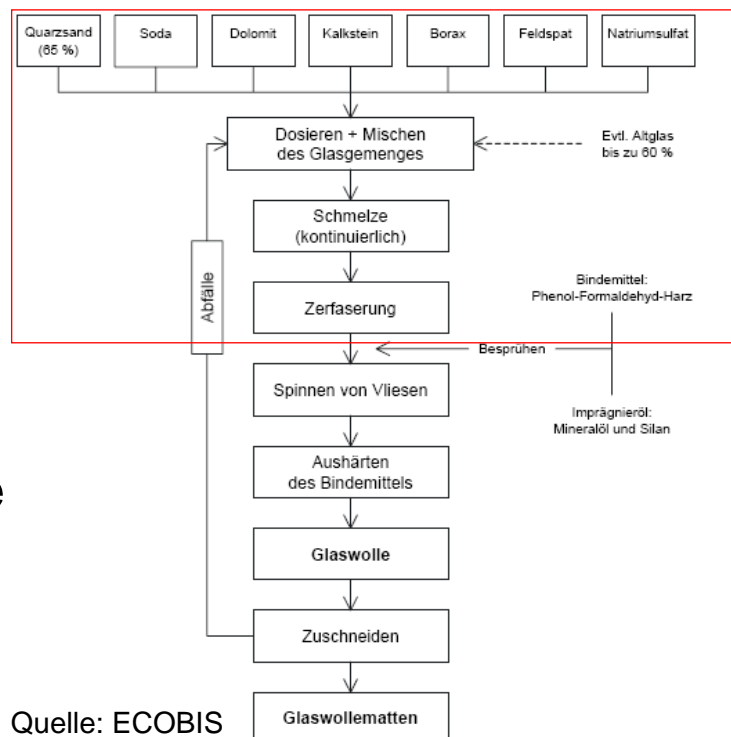 Quarzsand
(65 %)
Soda
Dolomit
Kalkstein
Borax
Feldspat
Natriumsulfat
Dosieren + Mischen
des Glasgemenges
Evtl. Altglas
bis zu 60 %
Schmelze
(kontinuierlich)
Abfälle
Bindemittel:
Phenol-Formaldehyd-Harz
Zerfaserung
Besprühen
Spinnen von Vliesen
Imprägnieröl:
Mineralöl und Silan
Aushärten
des Bindemittels
e
Glaswolle
Zuschneiden
Quelle: ECOBIS
Glaswollematten